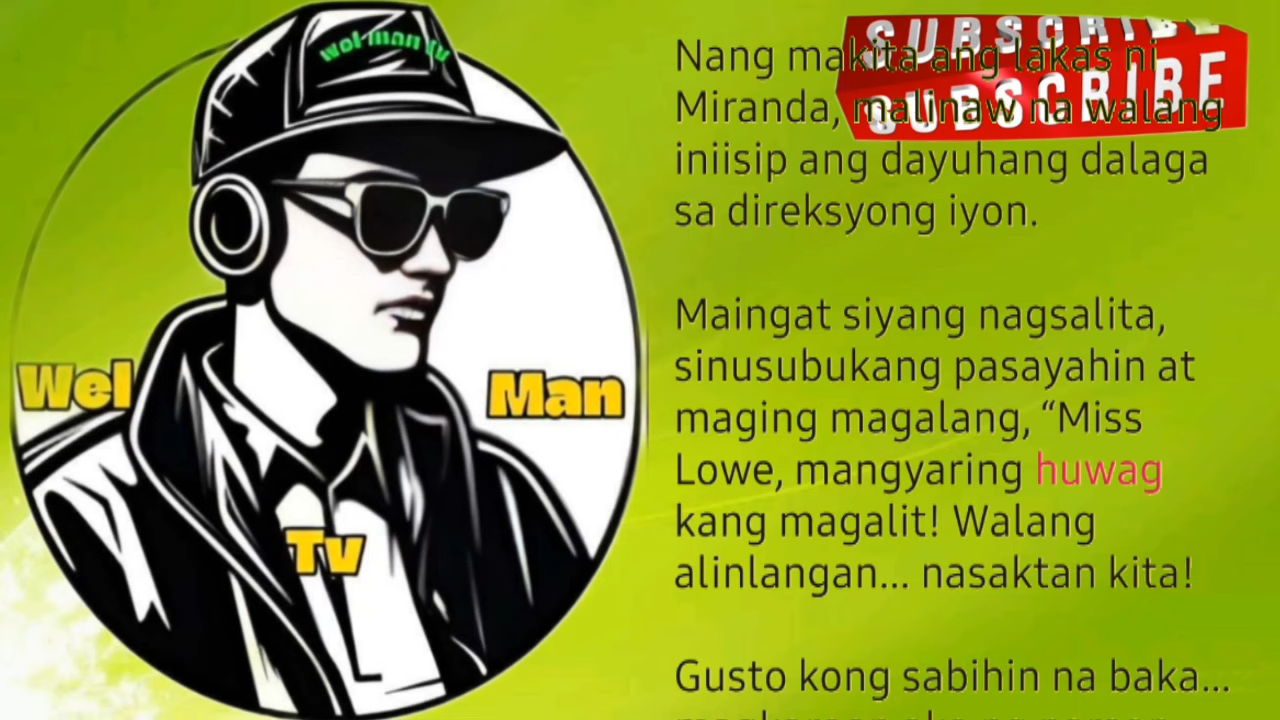 wel man tv
Wel
Man
Tv
SUBSCRIBE
SUBSCRIBE
Nang makita ang lakas ni
Miranda, malinaw na walang
iniisip ang dayuhang dalaga
sa direksyong iyon.
Maingat siyang nagsalita,
sinusubukang pasayahin at
maging magalang, “Miss
Lowe, mangyaring huwag
kang magalit! Walang
alinlangan... nasaktan kita!
Gusto kong sabihin na baka...